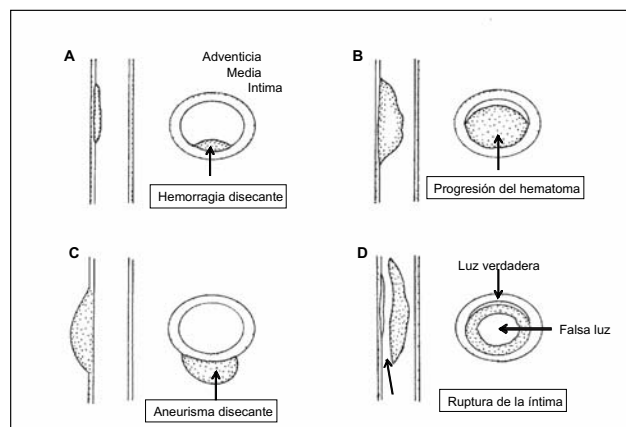 A
Adventicia
Media
Intima
Hemorragia disecante
B
Progresión del hematoma
C
Aneurisma disecante
D
Luz verdadera
Falsa luz
Ruptura de la íntima